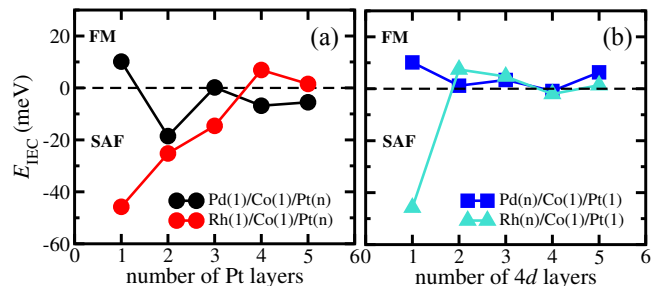 20
0
-20
-40
-60
E_IEC (meV)
FM
(a)
SAF
Pd(1)/Co(1)/Pt(n)
Rh(1)/Co(1)/Pt(n)
0 1 2 3 4 5 6
number of Pt layers
FM
(b)
SAF
Pd(n)/Co(1)/Pt(1)
Rh(n)/Co(1)/Pt(1)
0 1 2 3 4 5 6
number of 4d layers